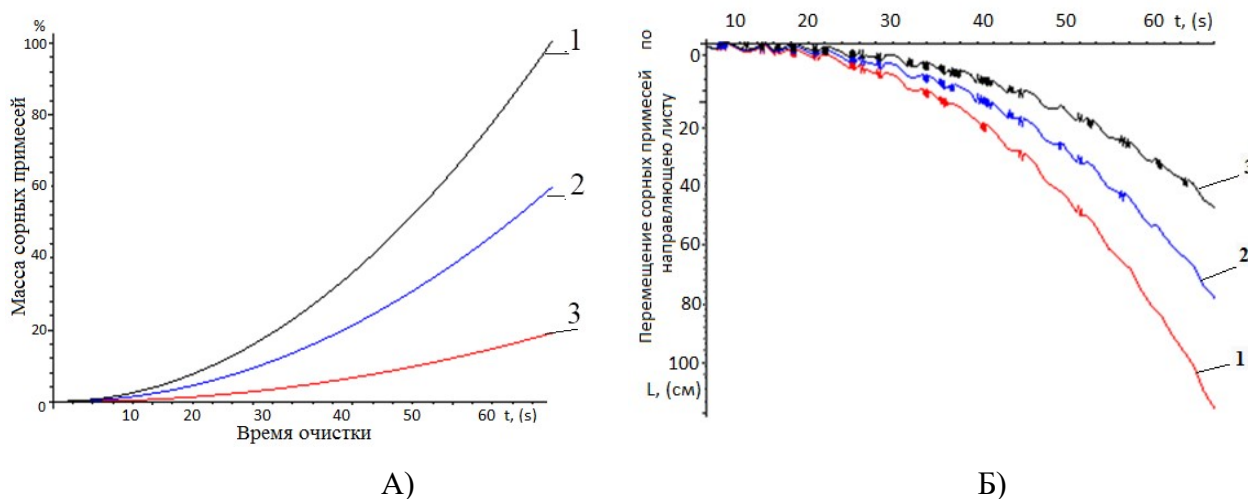 %
100
80
60
40
20
0
Масса сорных примесей
1
2
3
10 20 30 40 50 60 t, (s)
Время очистки
А)
10 20 30 40 50 60 t, (s)
0
20
40
60
80
100
L, (см)
Перемещение сорных примесей по
направляющею листу
3
2
1
Б)